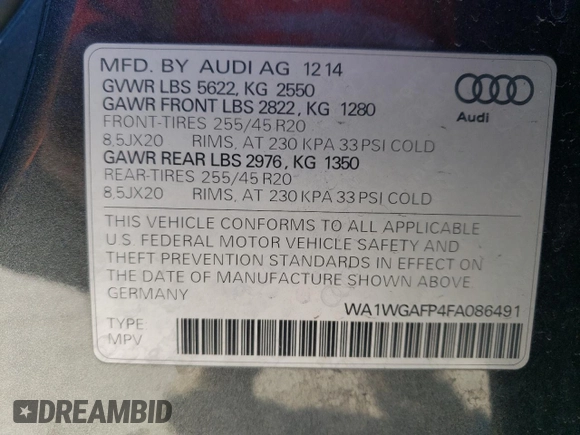 MFD. BY AUDI AG 12 14
GVWR LBS 5622, KG 2550
GAWR FRONT LBS 2822, KG 1280
FRONT-TIRES 255/45 R20
8,5JX20 RIMS, AT 230 KPA 33 PSI COLD
GAWR REAR LBS 2976, KG 1350
REAR-TIRES 255/45 R20
8,5JX20 RIMS, AT 230 KPA 33 PSI COLD
Audi
THIS VEHICLE CONFORMS TO ALL APPLICABLE
U.S. FEDERAL MOTOR VEHICLE SAFETY AND
THEFT PREVENTION STANDARDS IN EFFECT ON
THE DATE OF MANUFACTURE SHOWN ABOVE
GERMANY
WA1WGAFP4FA086491
TYPE
MPV
DREAMBID